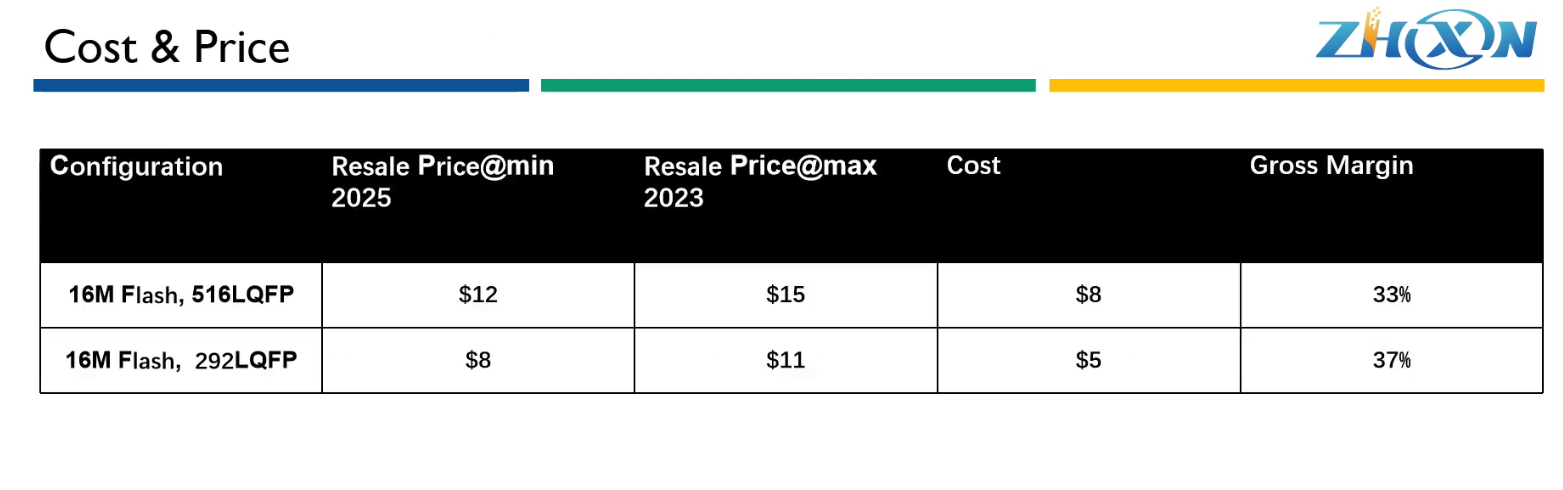 Cost & Price
ZHIXIN
Configuration
Resale Price@min
2025
Resale Price@max
2023
Cost
Gross Margin
16M Flash, 516LQFP
$12
$15
$8
33%
16M Flash, 292LQFP
$8
$11
$5
37%